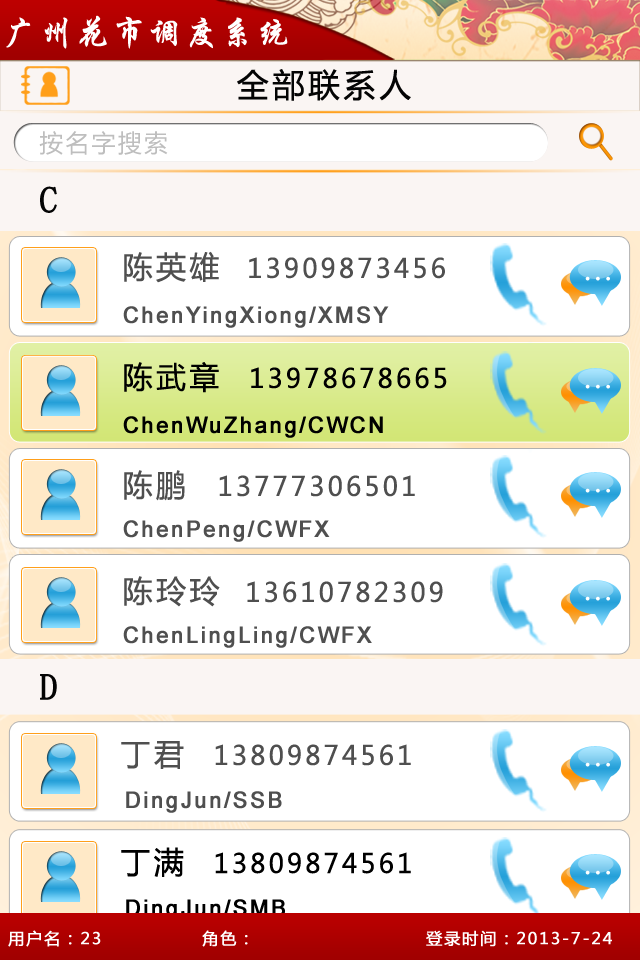 广州花市调度系统
全部联系人
按名字搜索
C
陈英雄 13909873456
ChenYingXiong/XMSY
陈武章 13978678665
ChenWuZhang/CWCN
陈鹏 13777306501
ChenPeng/CWFX
陈玲玲 13610782309
ChenLingLing/CWFX
D
丁君 13809874561
DingJun/SSB
丁满 13809874561
DingJun/SMB
用户名：23 角色： 登录时间：2013-7-24